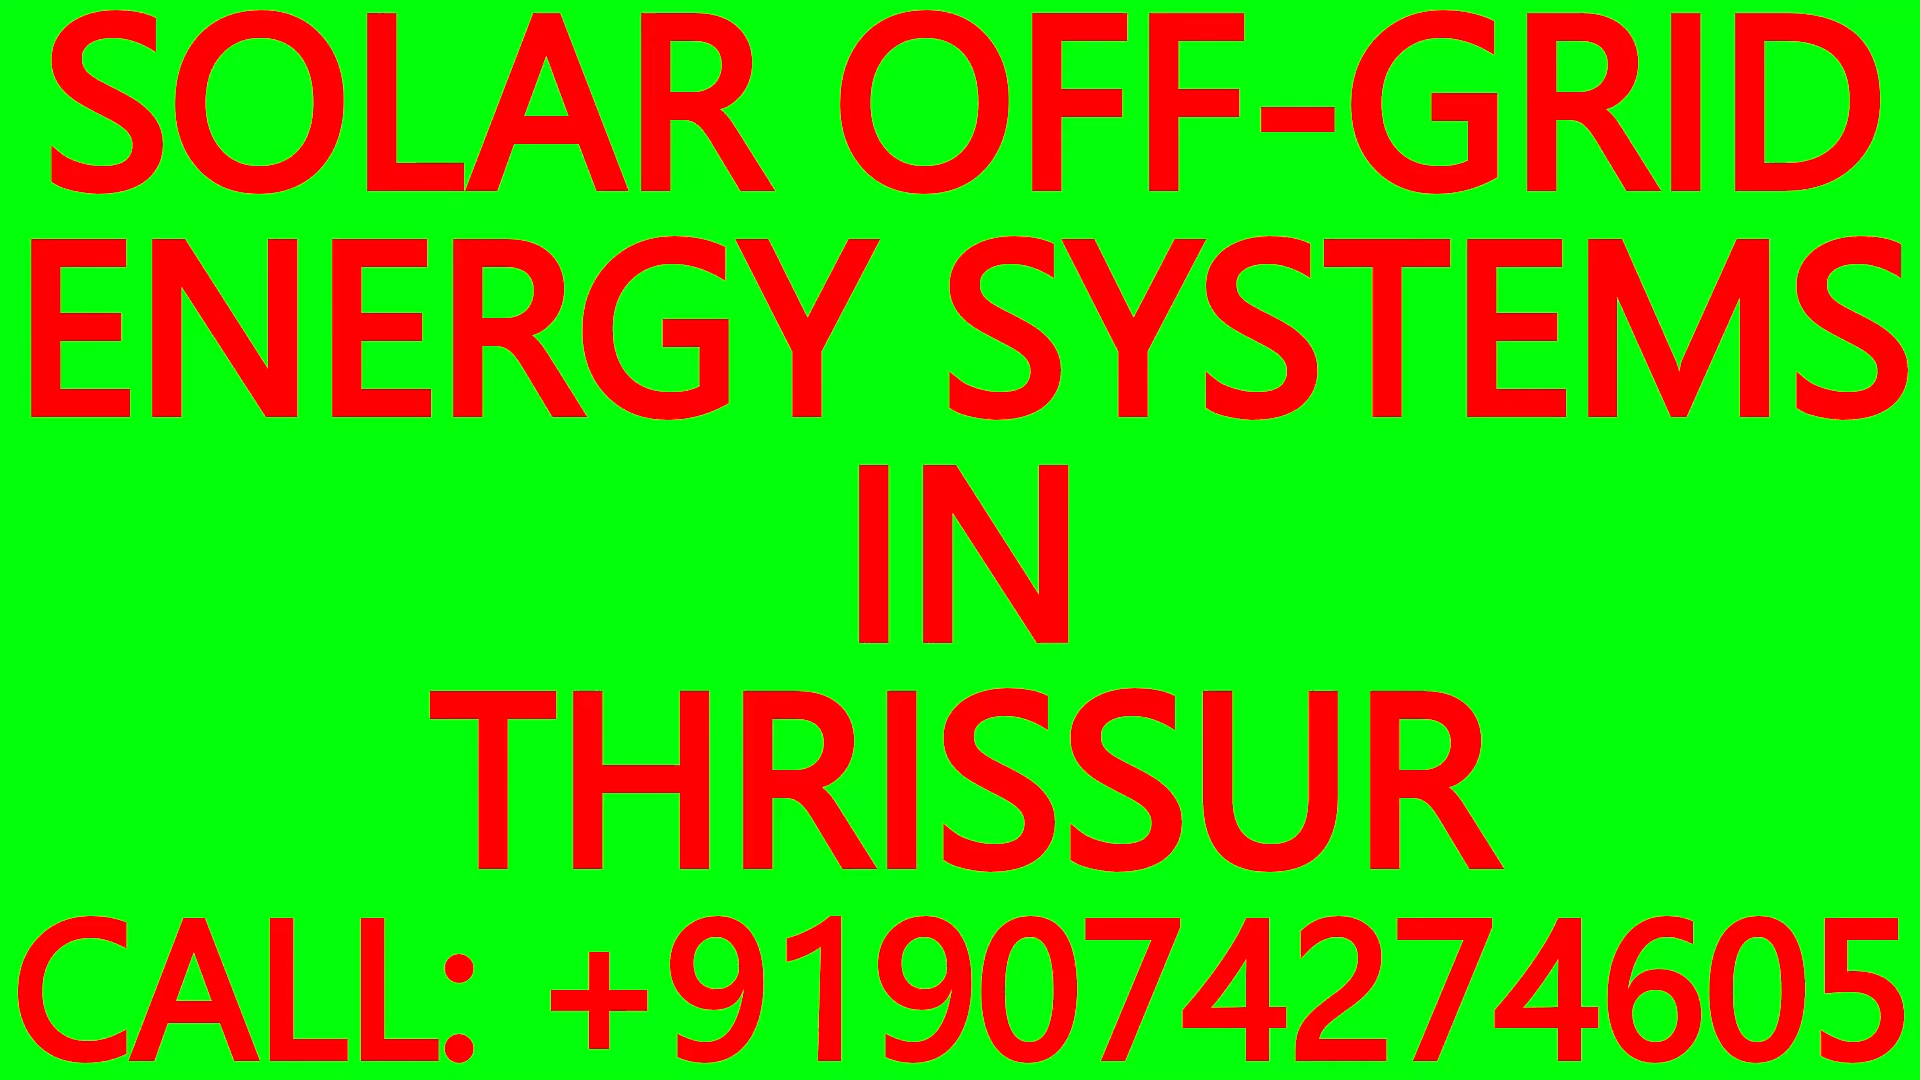 SOLAR OFF-GRID
ENERGY SYSTEMS
IN
THRISSUR
CALL: +919074274605